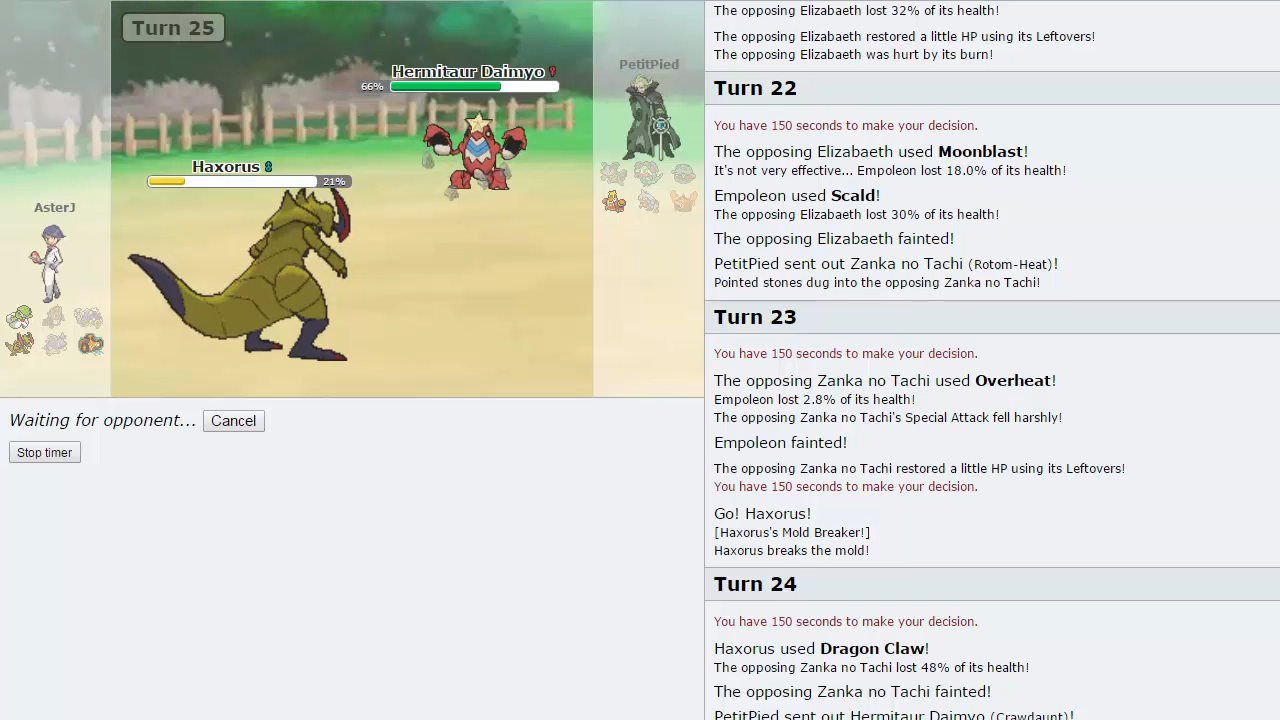 Turn 25
Hermitaur Daimyo
66%
Haxorus
21%
AsterJ
PetitPied
Waiting for opponent... Cancel
Stop timer
The opposing Elizabaeth lost 32% of its health!
The opposing Elizabaeth restored a little HP using its Leftovers!
The opposing Elizabaeth was hurt by its burn!
Turn 22
You have 150 seconds to make your decision.
The opposing Elizabaeth used Moonblast!
It's not very effective... Empoleon lost 18.0% of its health!
Empoleon used Scald!
The opposing Elizabaeth lost 30% of its health!
The opposing Elizabaeth fainted!
PetitPied sent out Zanka no Tachi (Rotom-Heat)!
Pointed stones dug into the opposing Zanka no Tachi!
Turn 23
You have 150 seconds to make your decision.
The opposing Zanka no Tachi used Overheat!
Empoleon lost 2.8% of its health!
The opposing Zanka no Tachi's Special Attack fell harshly!
Empoleon fainted!
The opposing Zanka no Tachi restored a little HP using its Leftovers!
You have 150 seconds to make your decision.
Go! Haxorus!
[Haxorus's Mold Breaker!]
Haxorus breaks the mold!
Turn 24
You have 150 seconds to make your decision.
Haxorus used Dragon Claw!
The opposing Zanka no Tachi lost 48% of its health!
The opposing Zanka no Tachi fainted!
PetitPied sent out Hermitaur Daimyo (Crawdaunt)!